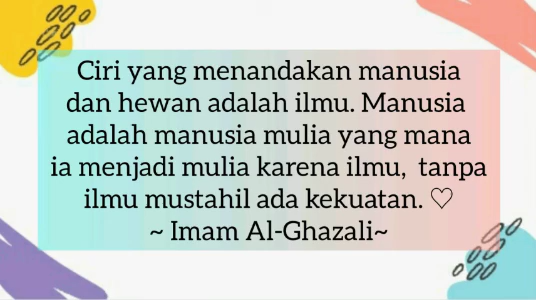 Ciri yang menandakan manusia
dan hewan adalah ilmu. Manusia
adalah manusia mulia yang mana
ia menjadi mulia karena ilmu, tanpa
ilmu mustahil ada kekuatan. ♡
~ Imam Al-Ghazali~